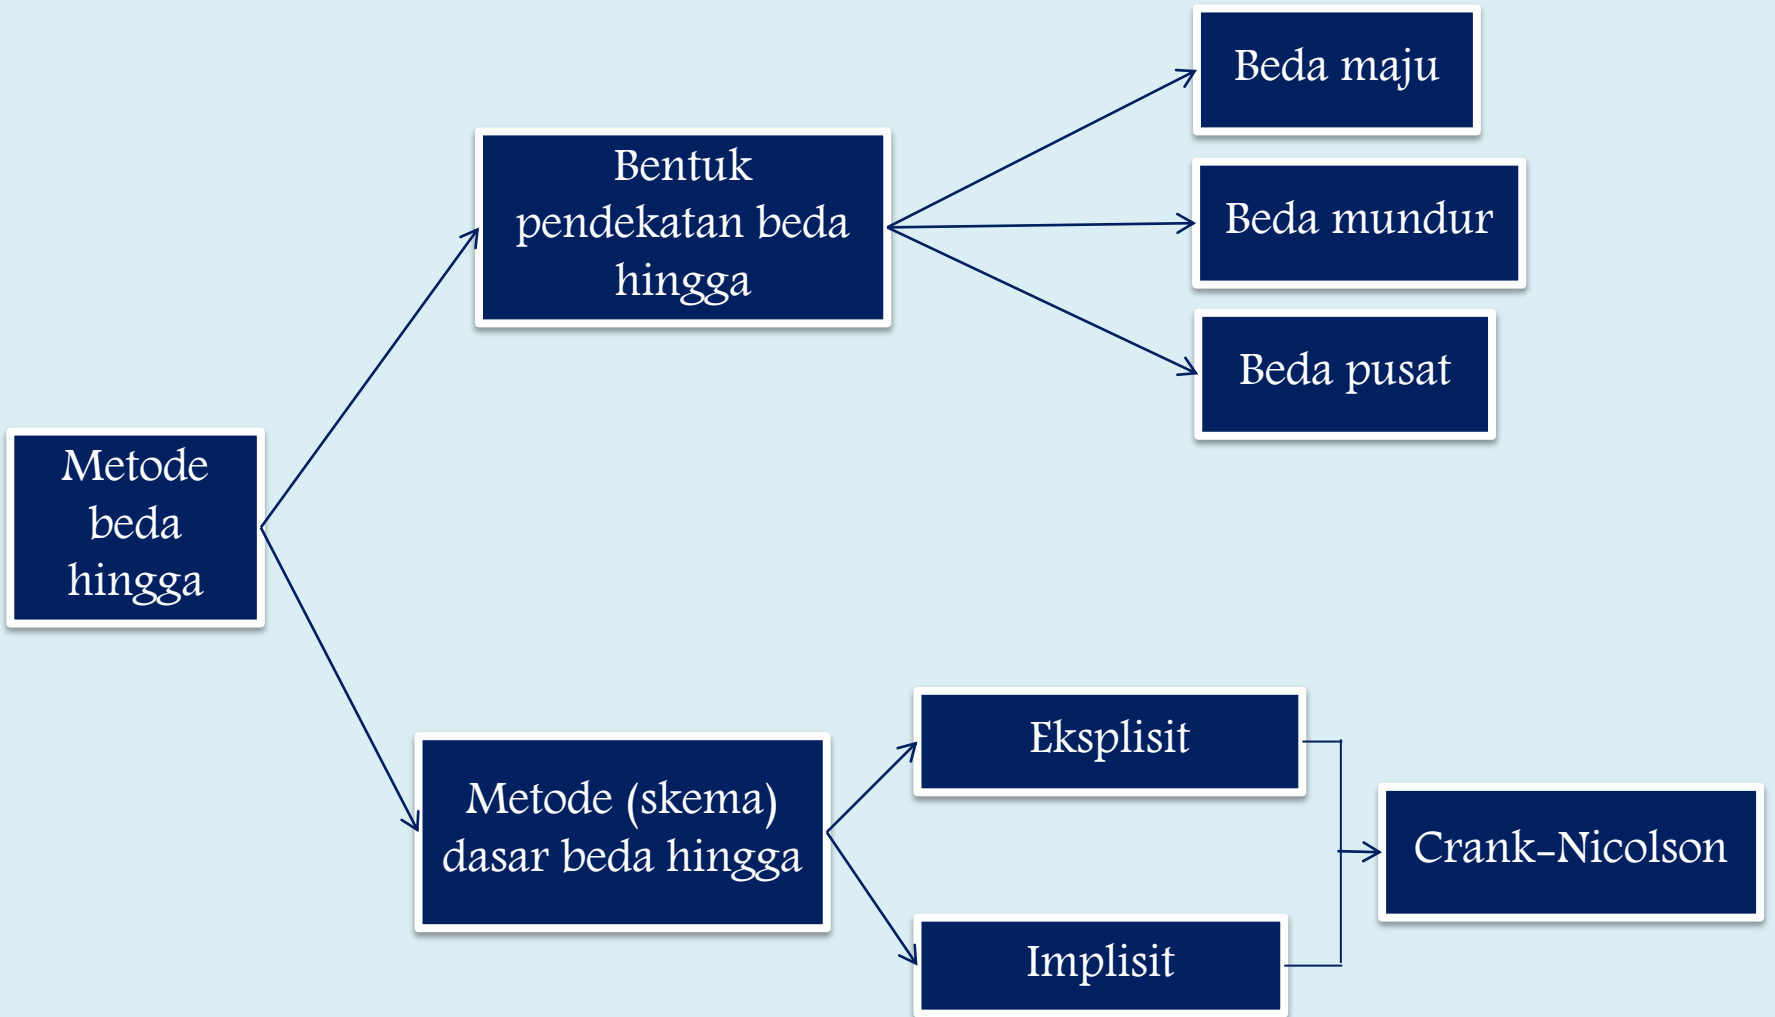 Metode
beda
hingga
Bentuk
pendekatan beda
hingga
Beda maju
Beda mundur
Beda pusat
Metode (skema)
dasar beda hingga
Eksplisit
Implisit
Crank-Nicolson